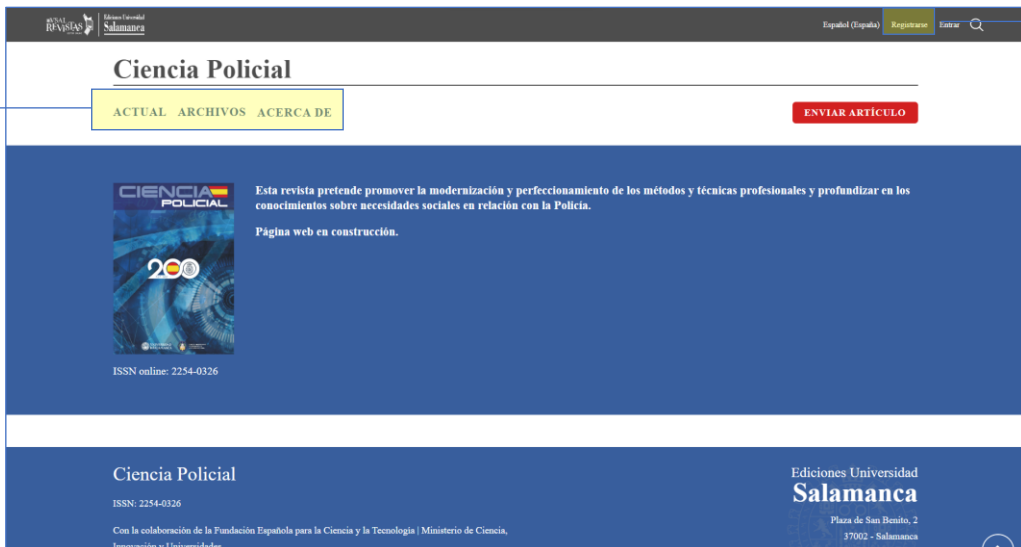 eUSAL
REVISTAS
Ediciones Universidad
Salamanca
Español (España) Registrarse Entrar
Ciencia Policial
ACTUAL ARCHIVOS ACERCA DE
ENVIAR ARTÍCULO
CIENCIA
POLICIAL
200
Esta revista pretende promover la modernización y perfeccionamiento de los métodos y técnicas profesionales y profundizar en los
conocimientos sobre necesidades sociales en relación con la Policía.
Página web en construcción.
ISSN online: 2254-0326
Ciencia Policial
ISSN: 2254-0326
Con la colaboración de la Fundación Española para la Ciencia y la Tecnología | Ministerio de Ciencia,
Innovación y Universidades
Ediciones Universidad
Salamanca
Plaza de San Benito, 2
37002 - Salamanca